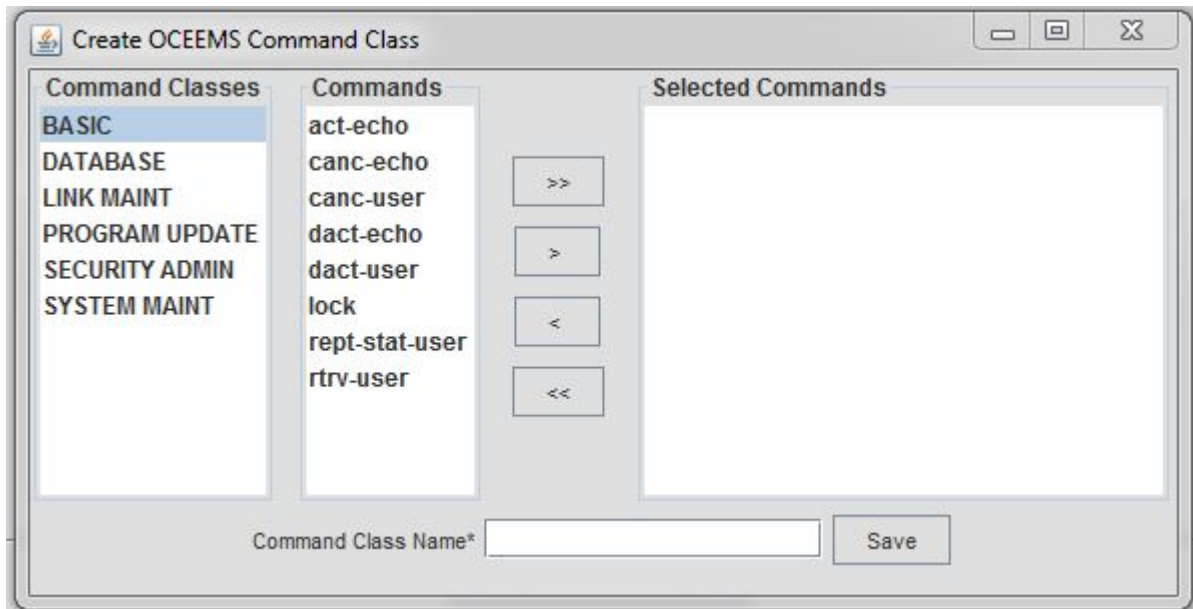 Create OCEEMS Command Class
Command Classes
BASIC
DATABASE
LINK MAINT
PROGRAM UPDATE
SECURITY ADMIN
SYSTEM MAINT
Commands
act-echo
canc-echo
canc-user
dact-echo
dact-user
lock
rept-stat-user
rtrv-user
>>
>
<
<<
Selected Commands
Command Class Name*
Save